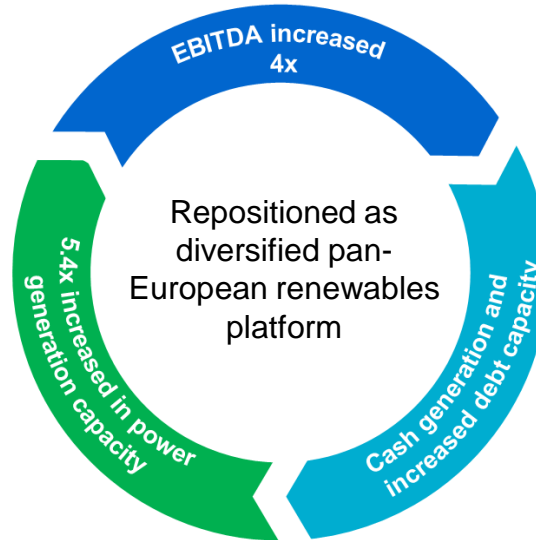 EBITDA increased
4x
Repositioned as
diversified pan-
European renewables
platform
Cash generation and
increased debt capacity
5.4x increased in power
generation capacity